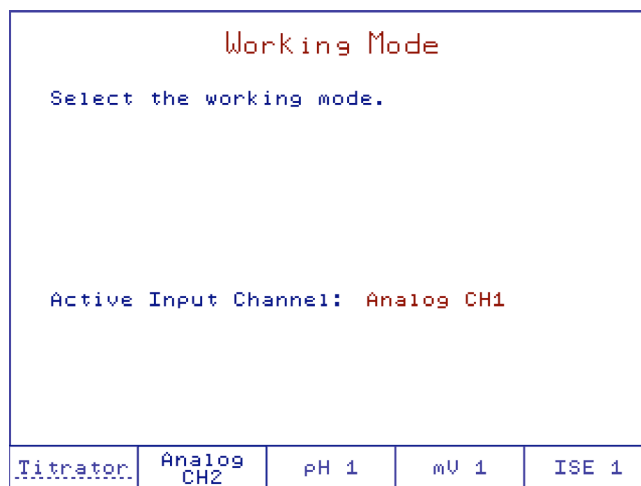 Working Mode
Select the working mode.
Active Input Channel: Analog CH1
Titrator
Analog
CH2
pH 1
mV 1
ISE 1